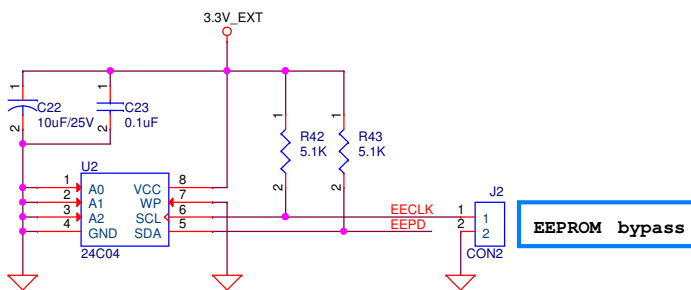 3.3V_EXT
1
C22
10uF/25V
2
1
C23
0.1uF
2
1
R42
5.1K
2
1
R43
5.1K
2
U2
1 A0 VCC 8
2 A1 WP 7
3 A2 SCL 6
4 GND SDA 5
24C04
EECLK
EEPD
J2
1 1
2 2
CON2
EEPROM bypass